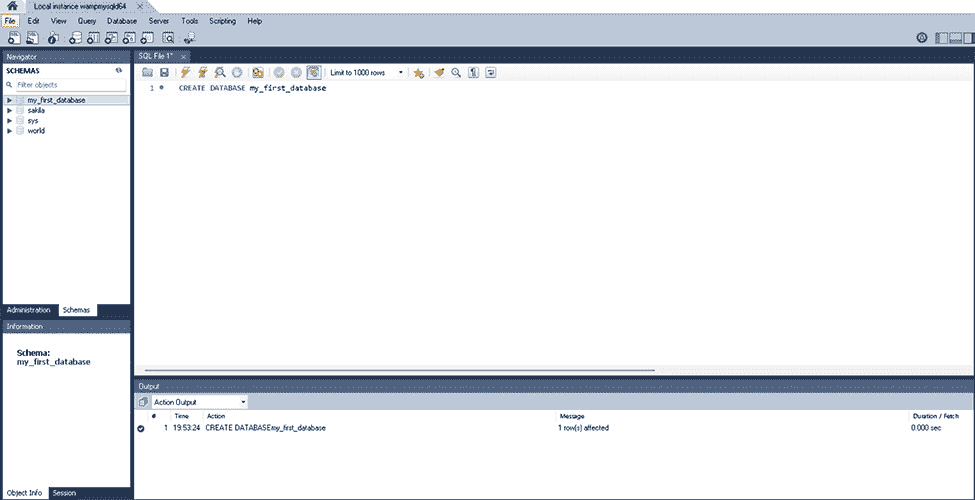 Local instance wampmysqld64
File Edit View Query Database Server Tools Scripting Help
Navigator
SCHEMAS
Filter objects
my_first_database
sakila
sys
world
Administration Schemas
Information
Schema:
my_first_database
Object Info Session
SQL File 1*
Limit to 1000 rows
1 CREATE DATABASE my_first_database
Output
Action Output
# Time Action Message Duration / Fetch
1 19:53:24 CREATE DATABASEmy_first_database 1 row(s) affected 0.000 sec